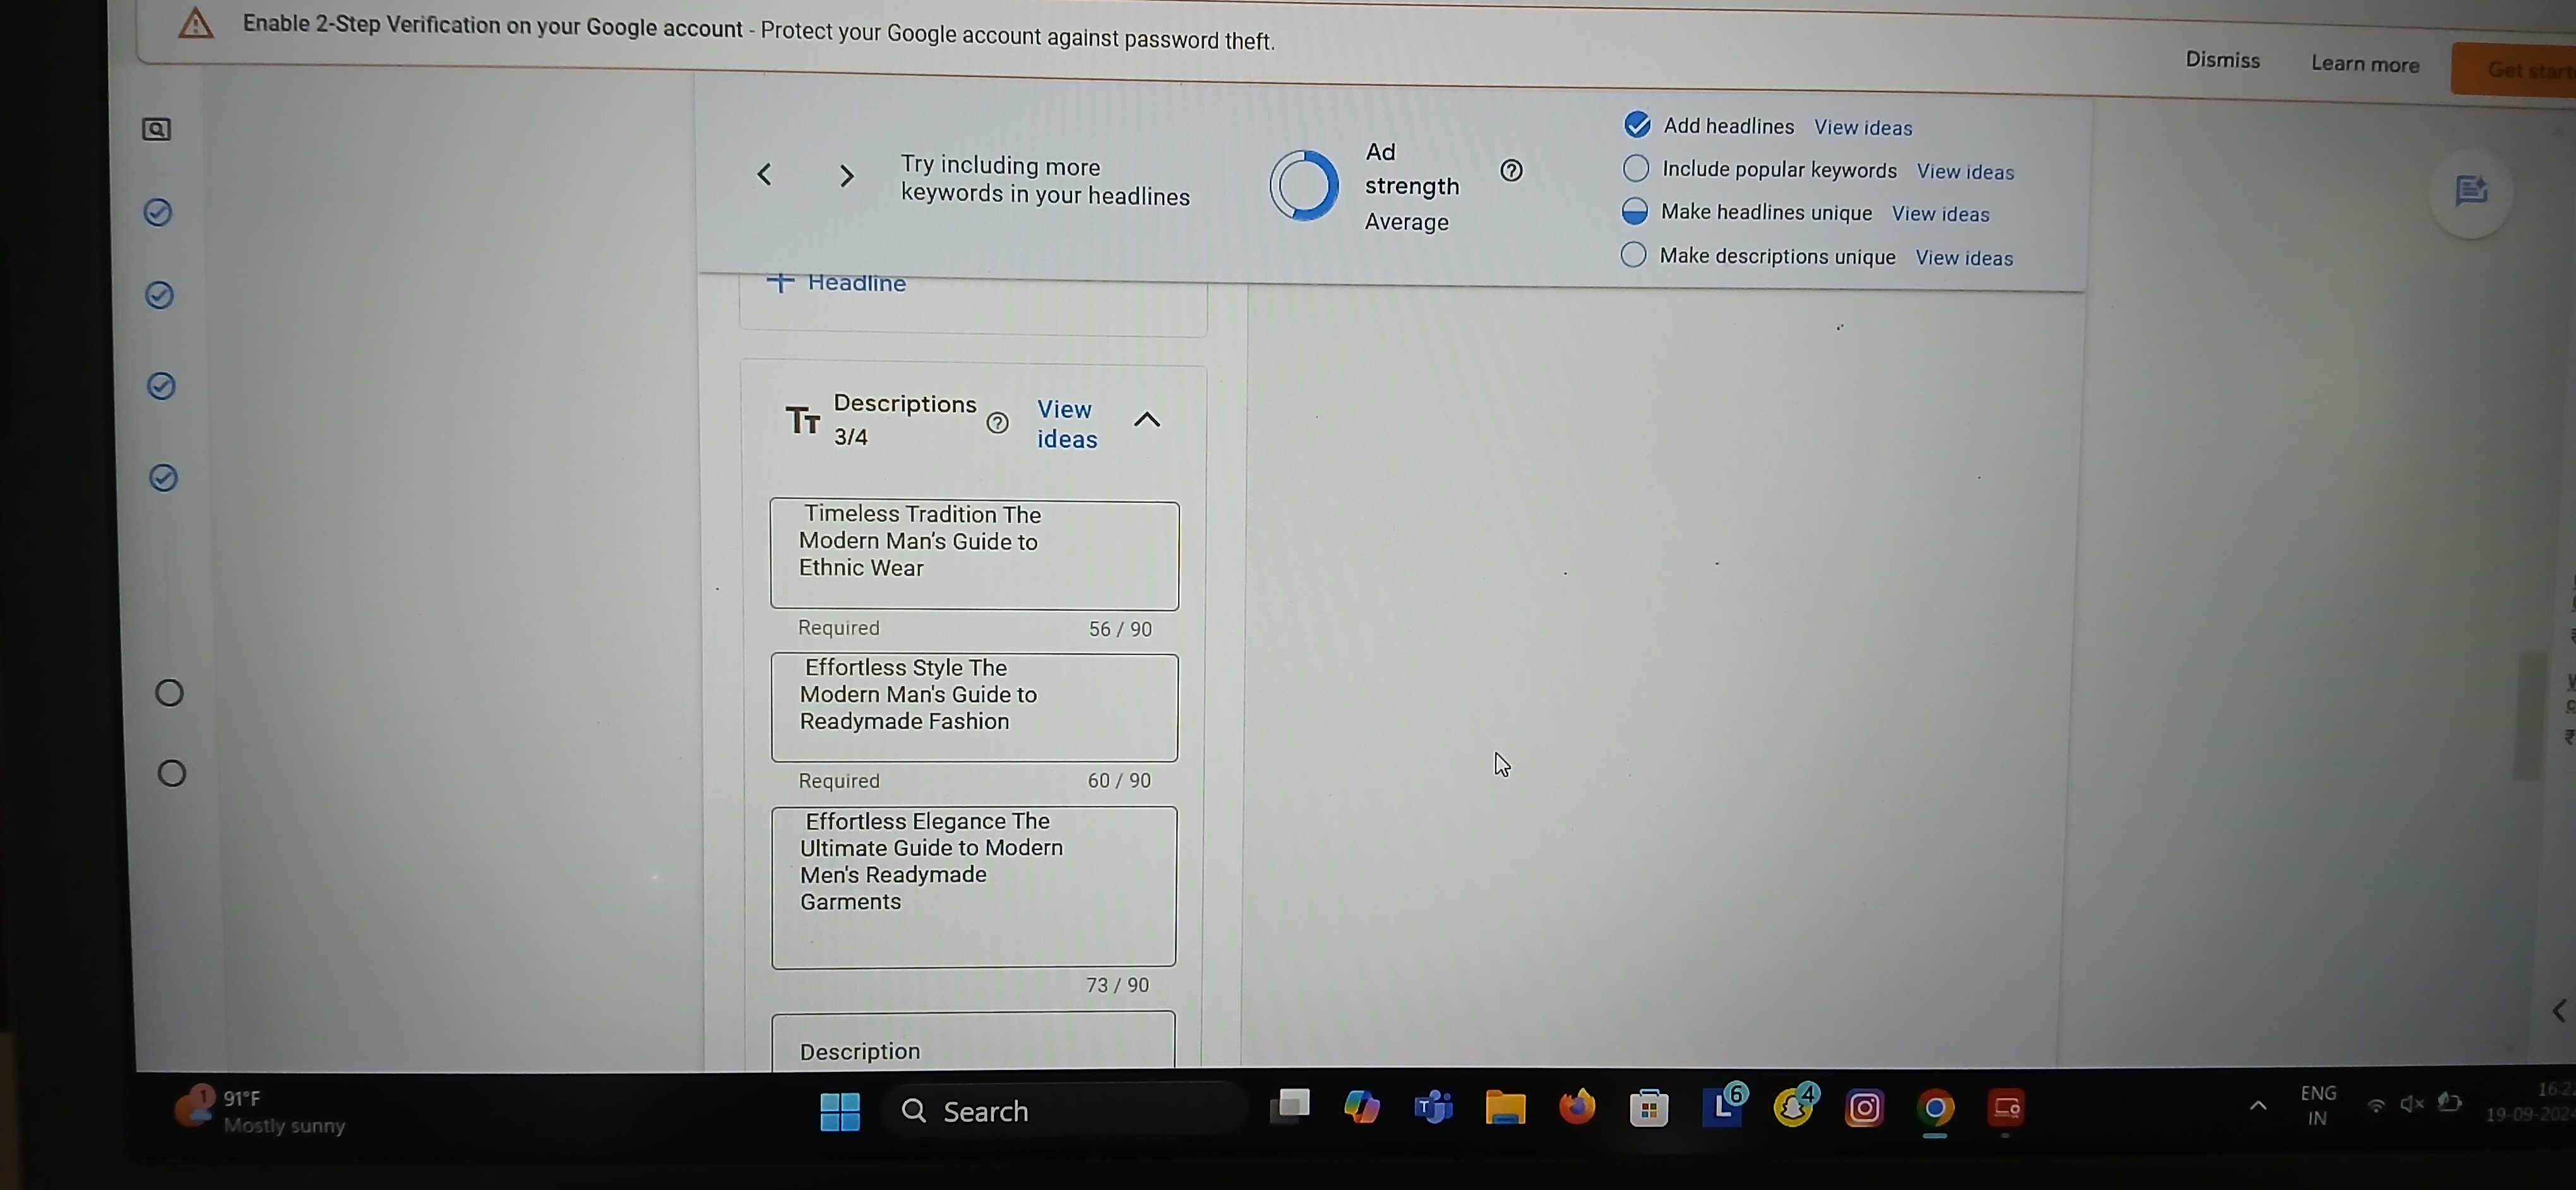 Enable 2-Step Verification on your Google account - Protect your Google account against password theft.
Dismiss
Learn more
Get start
Try including more
keywords in your headlines
Ad
strength
Average
Add headlines View ideas
Include popular keywords View ideas
Make headlines unique View ideas
Make descriptions unique View ideas
+ Headline
Descriptions
3/4
View
ideas
Timeless Tradition The
Modern Man's Guide to
Ethnic Wear
Required 56 / 90
Effortless Style The
Modern Man's Guide to
Readymade Fashion
Required 60 / 90
Effortless Elegance The
Ultimate Guide to Modern
Men's Readymade
Garments
73 / 90
Description
1
91°F
Mostly sunny
Search
L
6
4
ENG
IN
16:2
19-09-202